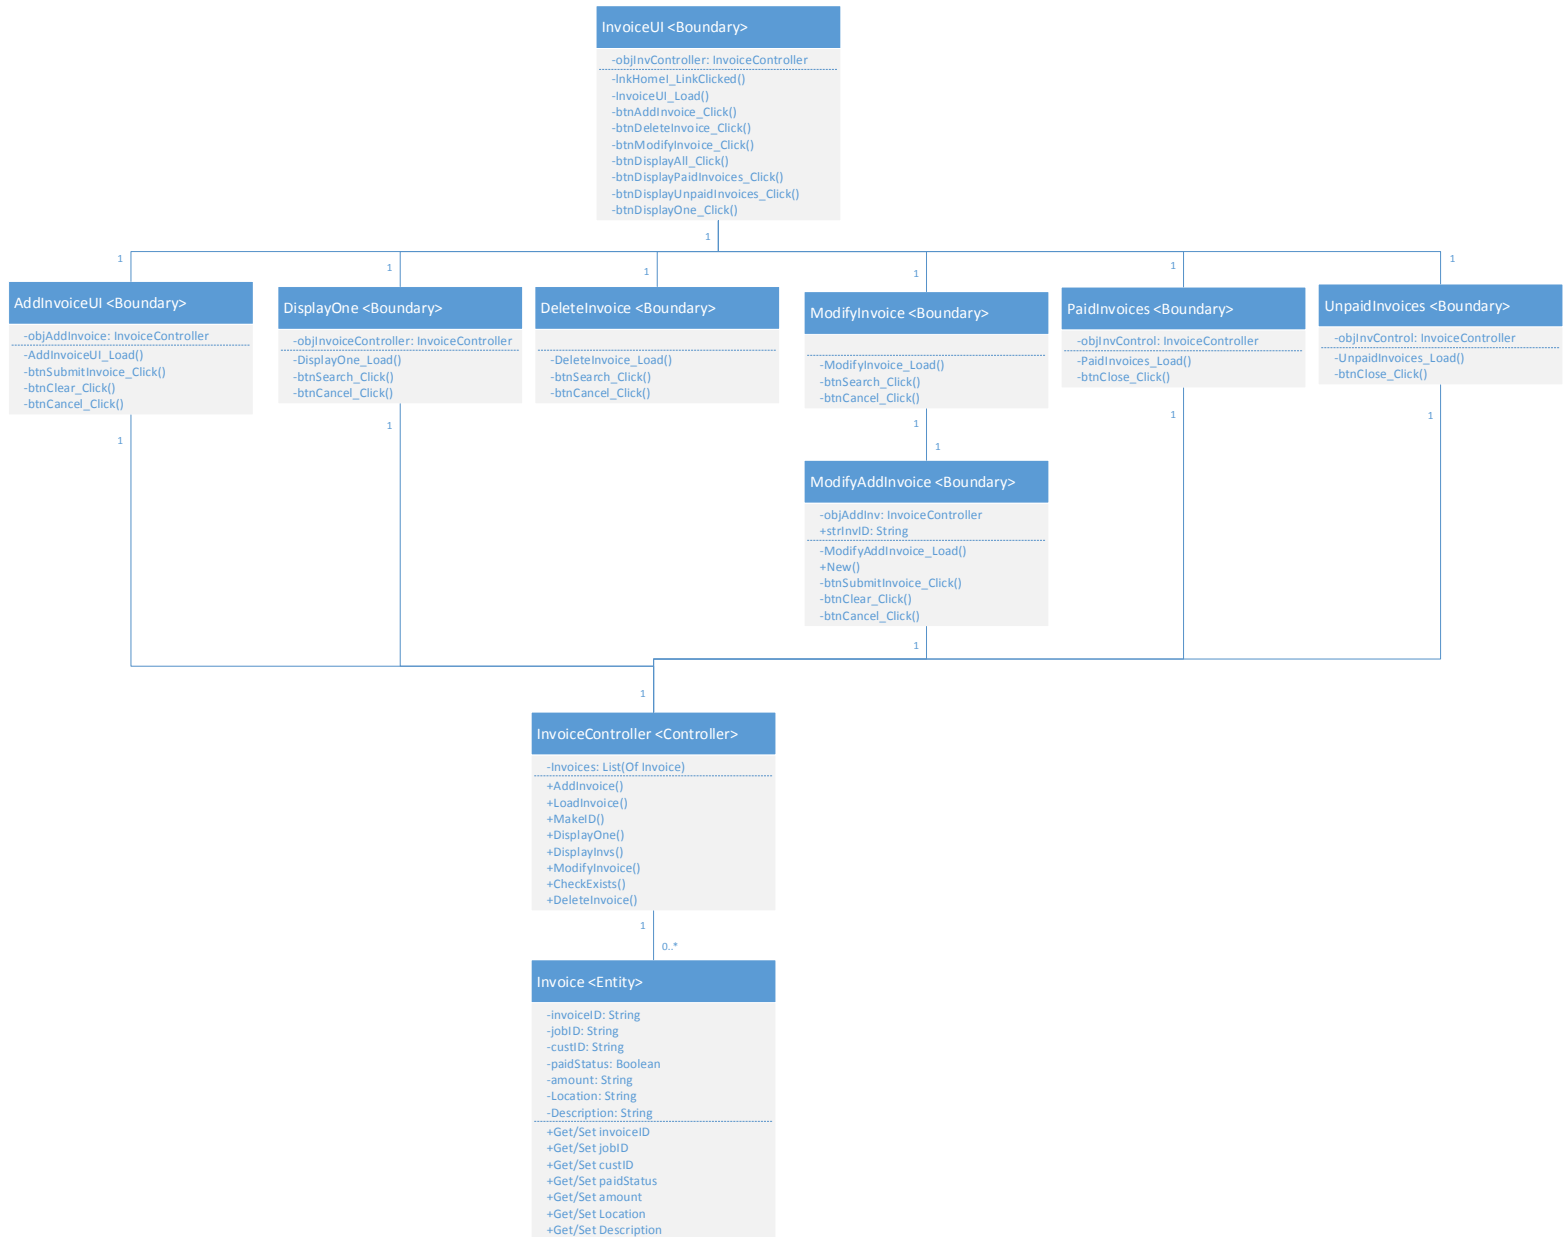 InvoiceUI <Boundary>
-objInvController: InvoiceController
-lnkHomeI_LinkClicked()
-InvoiceUI_Load()
-btnAddInvoice_Click()
-btnDeleteInvoice_Click()
-btnModifyInvoice_Click()
-btnDisplayAll_Click()
-btnDisplayPaidInvoices_Click()
-btnDisplayUnpaidInvoices_Click()
-btnDisplayOne_Click()
1
1
1
1
1
1
1
AddInvoiceUI <Boundary>
-objAddInvoice: InvoiceController
-AddInvoiceUI_Load()
-btnSubmitInvoice_Click()
-btnClear_Click()
-btnCancel_Click()
1
DisplayOne <Boundary>
-objInvoiceController: InvoiceController
-DisplayOne_Load()
-btnSearch_Click()
-btnCancel_Click()
1
DeleteInvoice <Boundary>
-DeleteInvoice_Load()
-btnSearch_Click()
-btnCancel_Click()
ModifyInvoice <Boundary>
-ModifyInvoice_Load()
-btnSearch_Click()
-btnCancel_Click()
1
1
PaidInvoices <Boundary>
-objInvControl: InvoiceController
-PaidInvoices_Load()
-btnClose_Click()
1
UnpaidInvoices <Boundary>
-objInvControl: InvoiceController
-UnpaidInvoices_Load()
-btnClose_Click()
1
ModifyAddInvoice <Boundary>
-objAddInv: InvoiceController
+strInvID: String
-ModifyAddInvoice_Load()
+New()
-btnSubmitInvoice_Click()
-btnClear_Click()
-btnCancel_Click()
1
1
InvoiceController <Controller>
-Invoices: List(Of Invoice)
+AddInvoice()
+LoadInvoice()
+MakeID()
+DisplayOne()
+DisplayInvs()
+ModifyInvoice()
+CheckExists()
+DeleteInvoice()
1
0..*
Invoice <Entity>
-invoiceID: String
-jobID: String
-custID: String
-paidStatus: Boolean
-amount: String
-Location: String
-Description: String
+Get/Set invoiceID
+Get/Set jobID
+Get/Set custID
+Get/Set paidStatus
+Get/Set amount
+Get/Set Location
+Get/Set Description